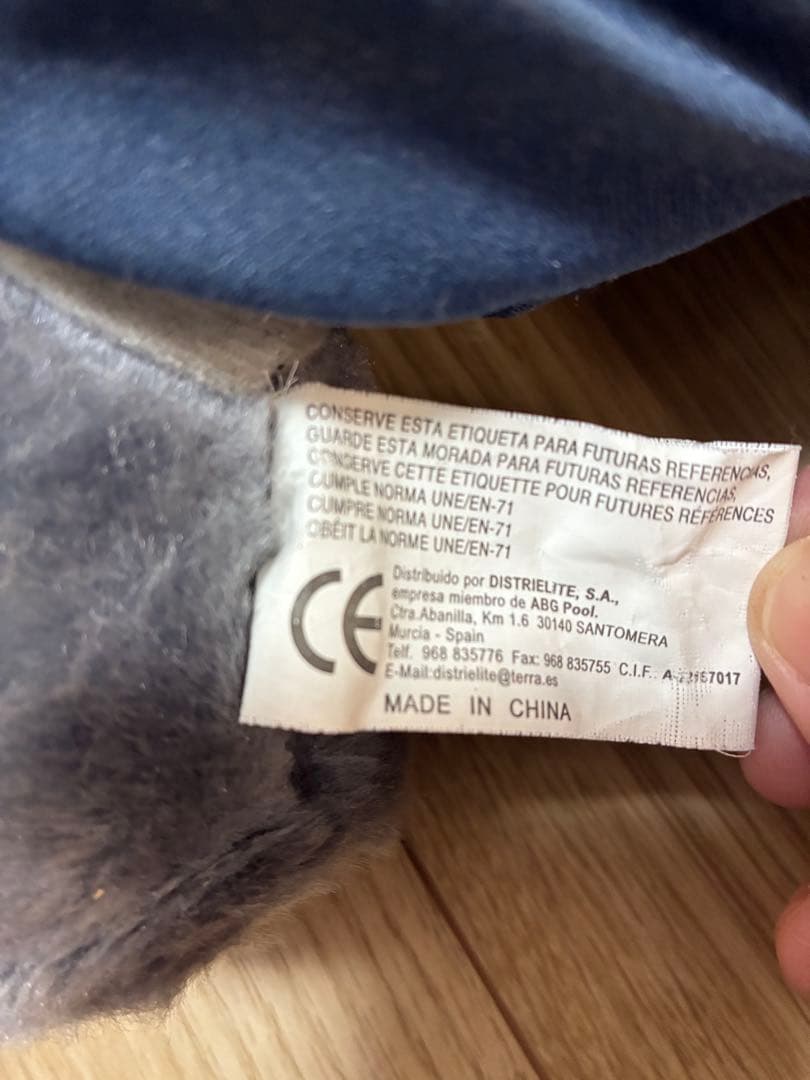 CONSERVE ESTA ETIQUETA PARA FUTURAS REFERENCIAS,
GUARDE ESTA MORADA PARA FUTURAS REFERENCIAS,
CONSERVE CETTE ETIQUETTE POUR FUTURES REFERENCES
CUMPLE NORMA UNE/EN-71
CUMPRE NORMA UNE/EN-71
OBÉIT LA NORME UNE/EN-71
CE
Distribuido por DISTRIELITE, S.A.,
empresa miembro de ABG Pool.
Ctra.Abanilla, Km 1.6 30140 SANTOMERA
Murcia - Spain
Telf. 968 835776 Fax: 968 835755 C.I.F.
E-Mail:distrielite@terra.es
MADE IN CHINA